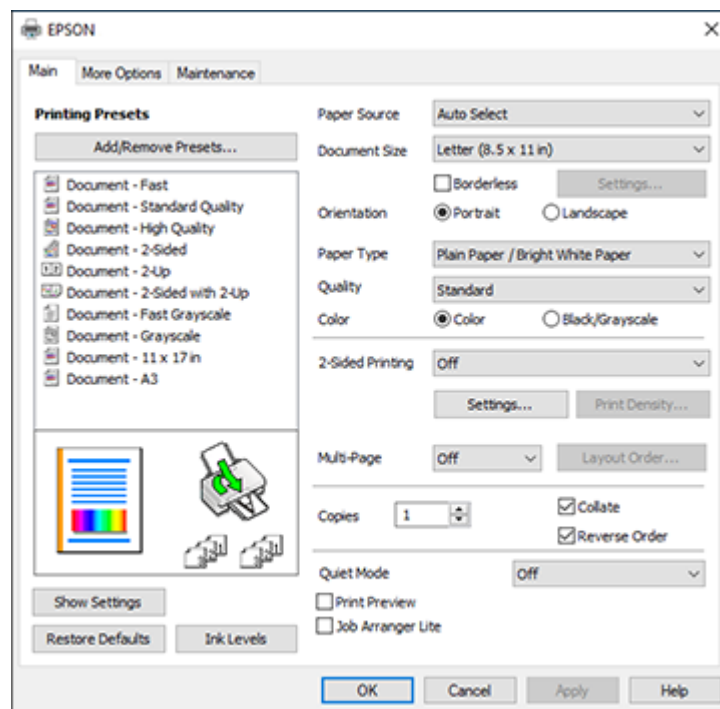 EPSON
Main More Options Maintenance
Printing Presets
Add/Remove Presets...
Document - Fast
Document - Standard Quality
Document - High Quality
Document - 2-Sided
Document - 2-Up
Document - 2-Sided with 2-Up
Document - Fast Grayscale
Document - Grayscale
Document - 11 x 17 in
Document - A3
Show Settings
Restore Defaults Ink Levels
Paper Source Auto Select
Document Size Letter (8.5 x 11 in)
Borderless Settings...
Orientation Portrait Landscape
Paper Type Plain Paper / Bright White Paper
Quality Standard
Color Color Black/Grayscale
2-Sided Printing Off
Settings... Print Density...
Multi-Page Off Layout Order...
Copies 1 Collate
Reverse Order
Quiet Mode Off
Print Preview
Job Arranger Lite
OK Cancel Apply Help